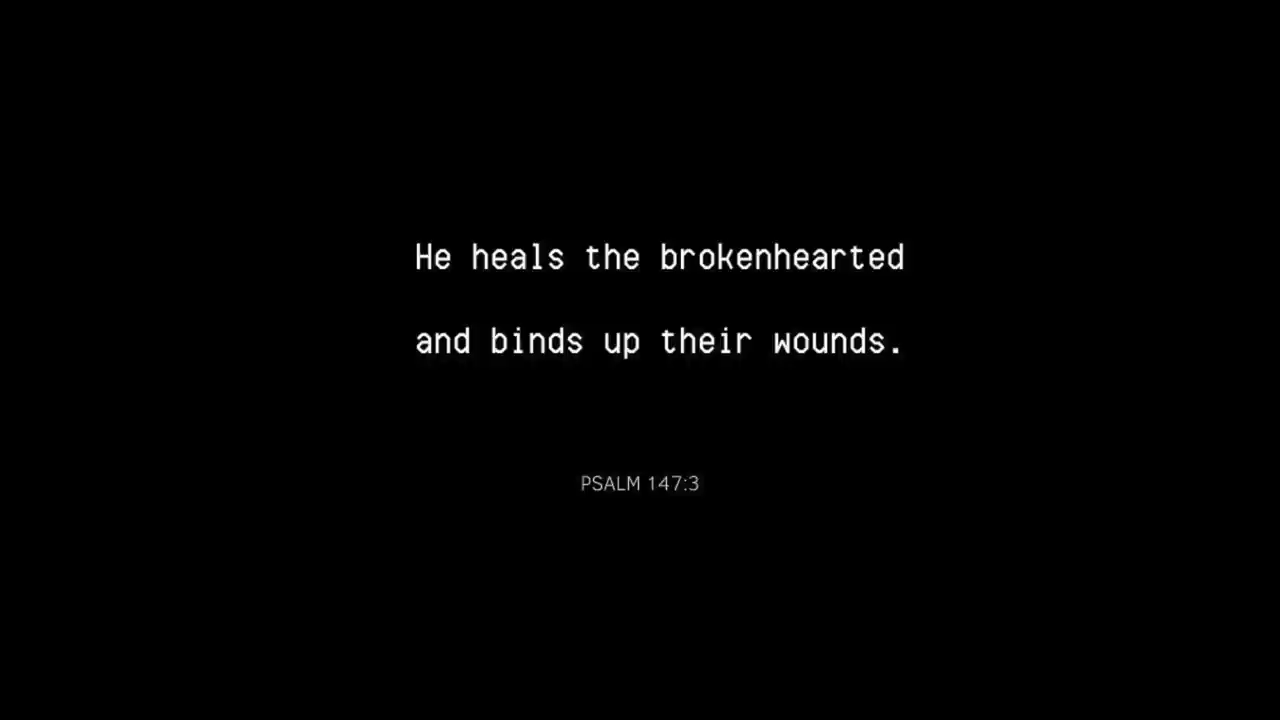 He heals the brokenhearted
and binds up their wounds.
PSALM 147:3